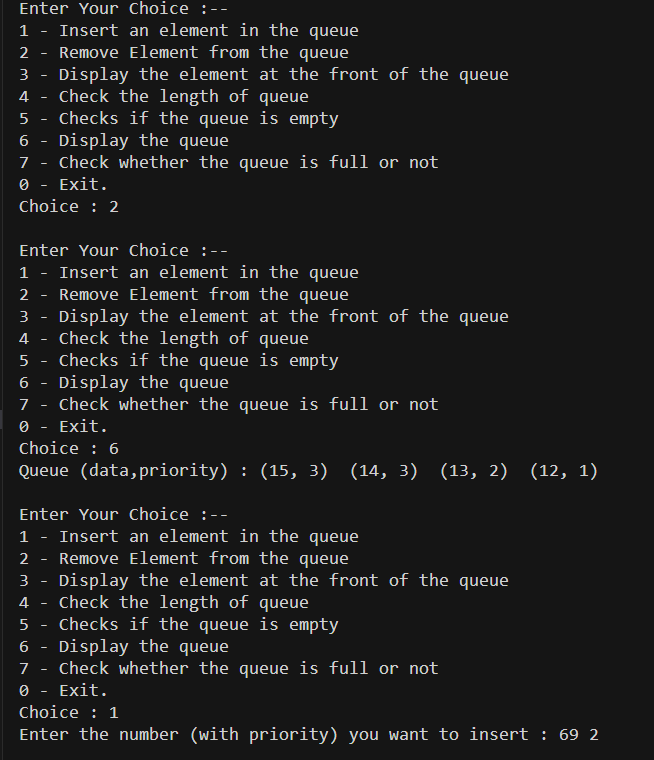 Enter Your Choice :--
1 - Insert an element in the queue
2 - Remove Element from the queue
3 - Display the element at the front of the queue
4 - Check the length of queue
5 - Checks if the queue is empty
6 - Display the queue
7 - Check whether the queue is full or not
0 - Exit.
Choice : 2

Enter Your Choice :--
1 - Insert an element in the queue
2 - Remove Element from the queue
3 - Display the element at the front of the queue
4 - Check the length of queue
5 - Checks if the queue is empty
6 - Display the queue
7 - Check whether the queue is full or not
0 - Exit.
Choice : 6
Queue (data,priority) : (15, 3)  (14, 3)  (13, 2)  (12, 1)

Enter Your Choice :--
1 - Insert an element in the queue
2 - Remove Element from the queue
3 - Display the element at the front of the queue
4 - Check the length of queue
5 - Checks if the queue is empty
6 - Display the queue
7 - Check whether the queue is full or not
0 - Exit.
Choice : 1
Enter the number (with priority) you want to insert : 69 2